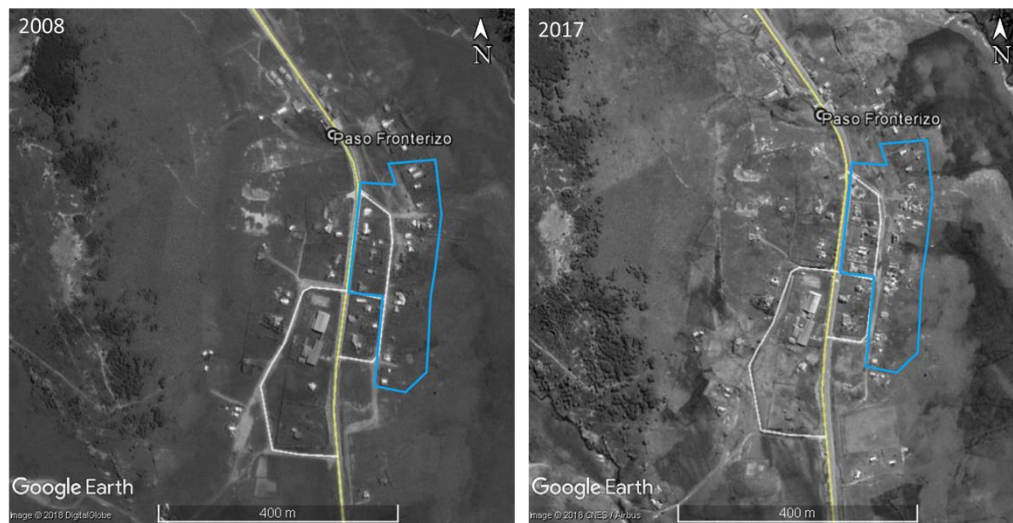 2008
N
Paso Fronterizo
Google Earth
Image © 2018 DigitalGlobe
400 m
2017
N
Paso Fronterizo
Google Earth
Image © 2018 CNES / Airbus
400 m